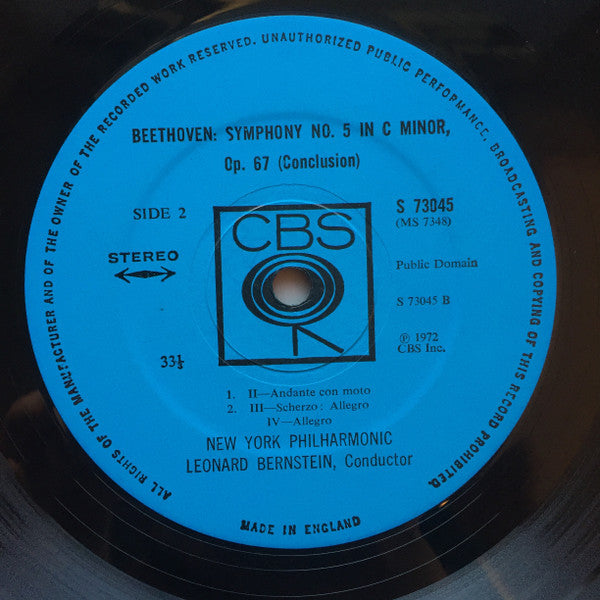 ALL RIGHTS OF THE MANUFACTURER AND OF THE OWNER OF THE RECORDED WORK RESERVED. UNAUTHORIZED PUBLIC PERFORMANCE, BROADCASTING AND COPYING OF THIS RECORD PROHIBITED.
BEETHOVEN: SYMPHONY NO. 5 IN C MINOR,
Op. 67 (Conclusion)
SIDE 2
CBS
S 73045
(MS 7348)
STEREO
Public Domain
S 73045 B
33⅓
℗ 1972
CBS Inc.
1. II—Andante con moto
2. III—Scherzo: Allegro
IV—Allegro
NEW YORK PHILHARMONIC
LEONARD BERNSTEIN, Conductor
MADE IN ENGLAND